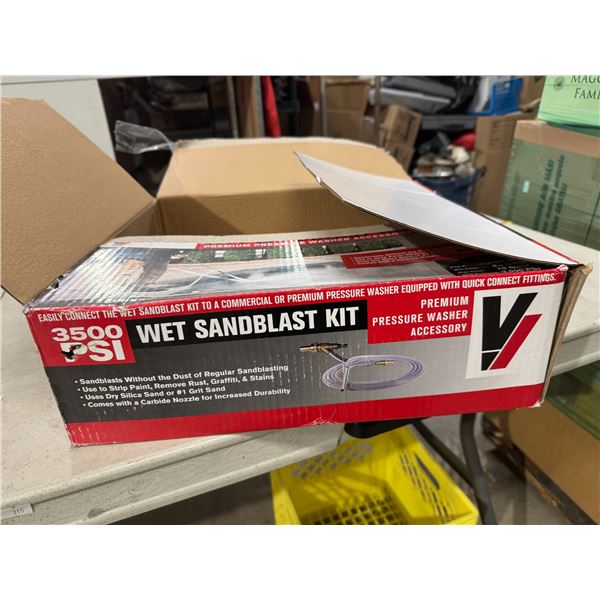 MAGG
FAMI
PREMIUM PRESSURE WASHER ACCESSO
EASILY CONNECT THE WET SANDBLAST KIT TO A COMMERCIAL OR PREMIUM PRESSURE WASHER EQUIPPED WITH QUICK CONNECT FITTINGS.
3500
PSI
WET SANDBLAST KIT
PREMIUM
PRESSURE WASHER
ACCESSORY
• Sandblasts Without the Dust of Regular Sandblasting
• Use to Strip Paint, Remove Rust, Graffiti, & Stains
• Uses Dry Silica Sand or #1 Grit Sand
• Comes with a Carbide Nozzle for Increased Durability